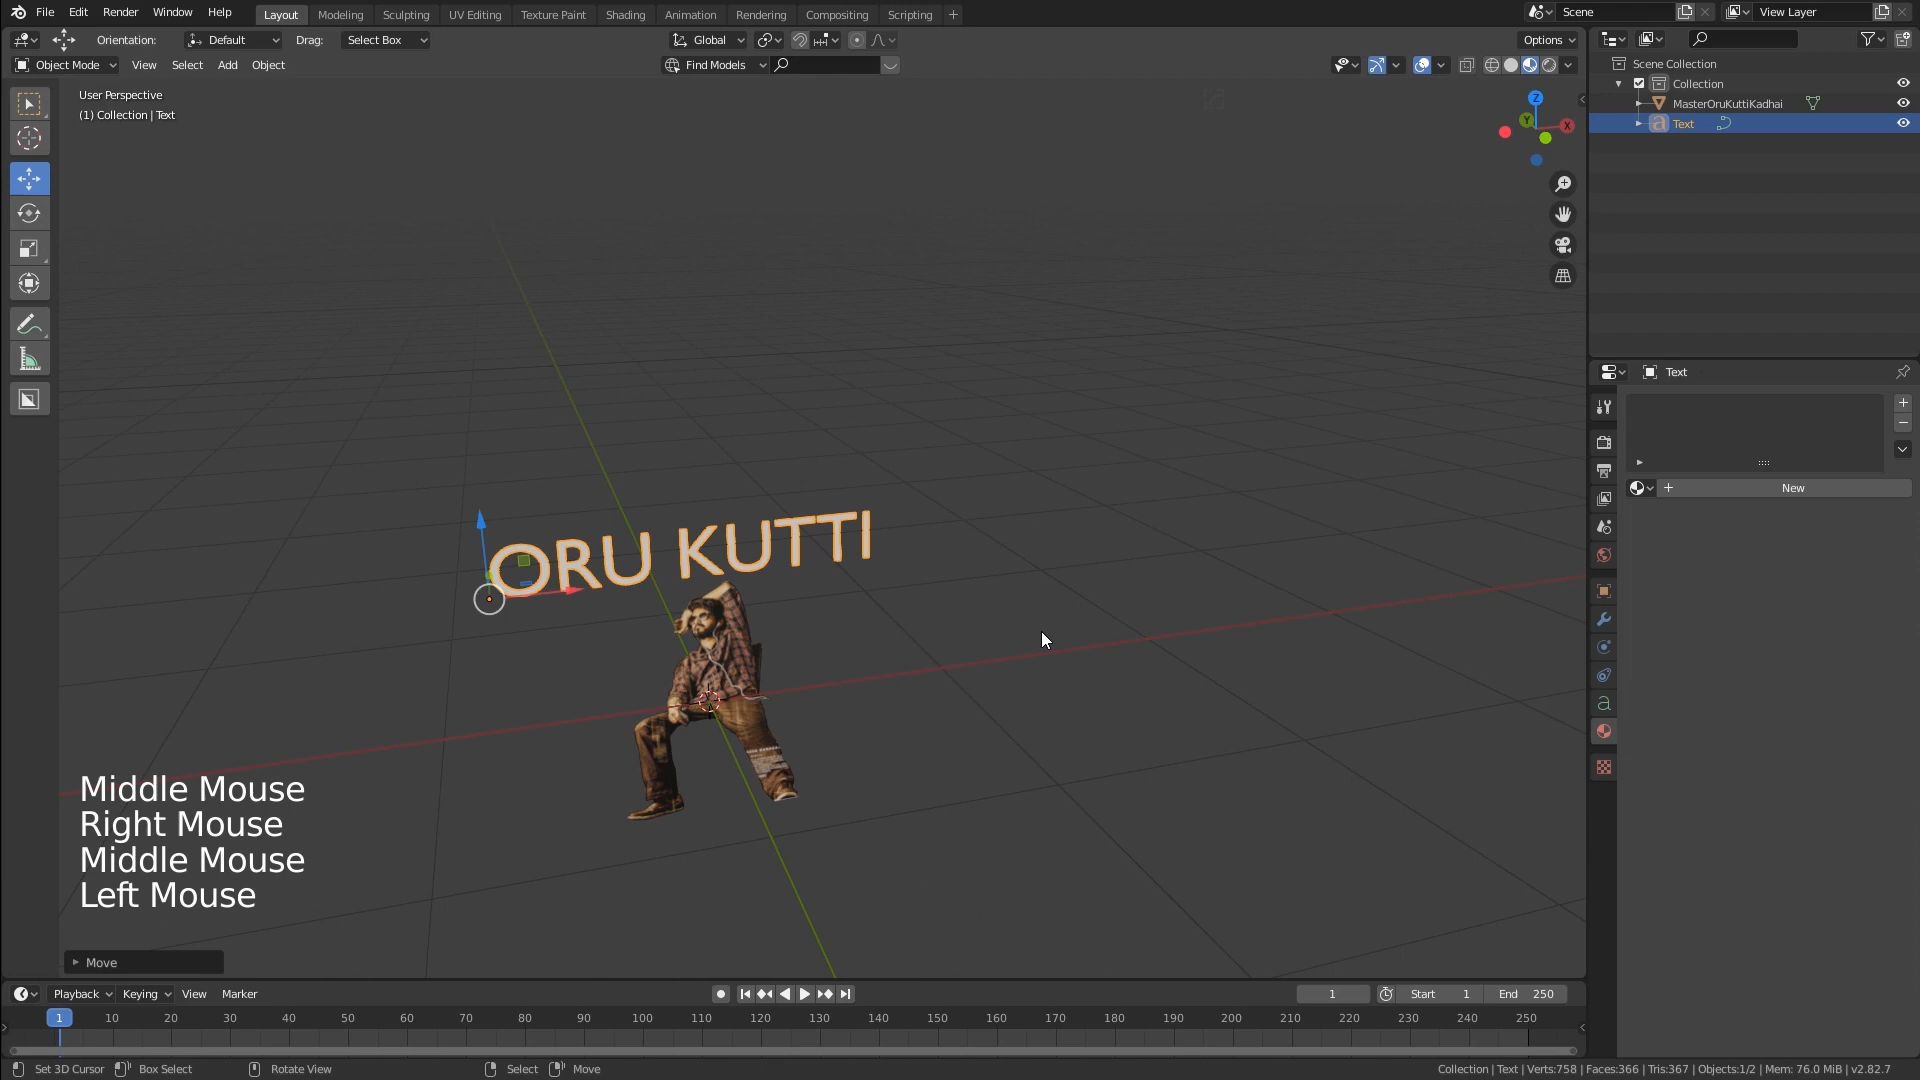 File Edit Render Window Help Layout Modeling Sculpting UV Editing Texture Paint Shading Animation Rendering Compositing Scripting + Scene View Layer
Orientation: Default Drag: Select Box Global Options
Object Mode View Select Add Object Find Models
User Perspective
(1) Collection | Text
Z
Y
X
Scene Collection
Collection
MasterOruKuttiKadhai
Text
Text
New
ORU KUTTI
Middle Mouse
Right Mouse
Middle Mouse
Left Mouse
Move
Playback Keying View Marker 1 Start 1 End 250
1 10 20 30 40 50 60 70 80 90 100 110 120 130 140 150 160 170 180 190 200 210 220 230 240 250
Set 3D Cursor Box Select Rotate View Select Move Collection | Text | Verts:758 | Faces:366 | Tris:367 | Objects:1/2 | Mem: 76.0 MiB | v2.82.7